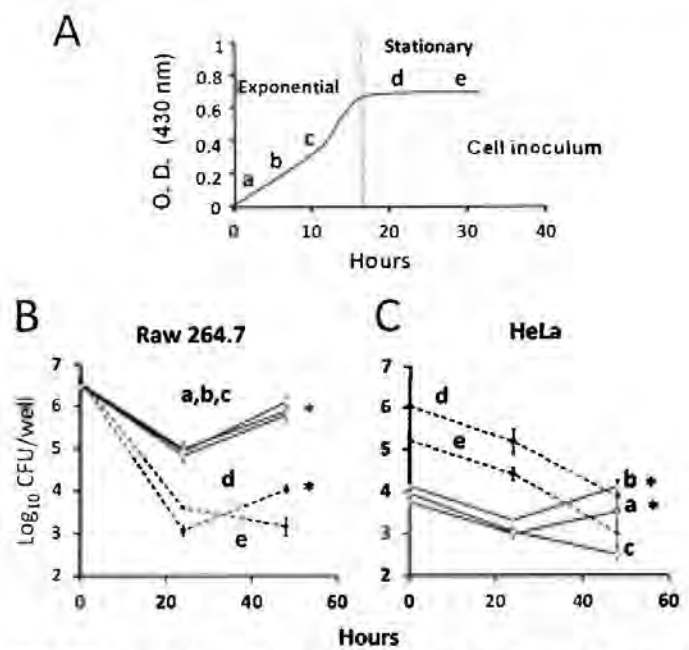 A
O. D. (430 nm)
1
0.8
0.6
0.4
0.2
0
Exponential
Stationary
a
b
c
d
e
Cell inoculum
0
10
20
30
40
Hours
B
Raw 264.7
Log10 CFU/well
7
6
5
4
3
2
a,b,c
*
d
*
e
0
20
40
60
C
HeLa
7
6
5
4
3
2
d
e
b *
a *
c
0
20
40
60
Hours